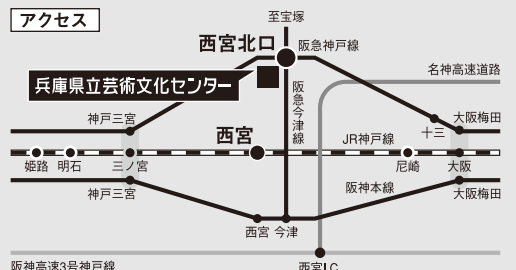 アクセス
至宝塚
西宮北口
阪急神戸線
名神高速道路
兵庫県立芸術文化センター
阪急今津線
神戸三宮
大阪梅田
十三
西宮
JR神戸線
姫路
明石
三ノ宮
尼崎
大阪
神戸三宮
阪神本線
大阪梅田
西宮
今津
阪神高速3号神戸線
西宮I.C